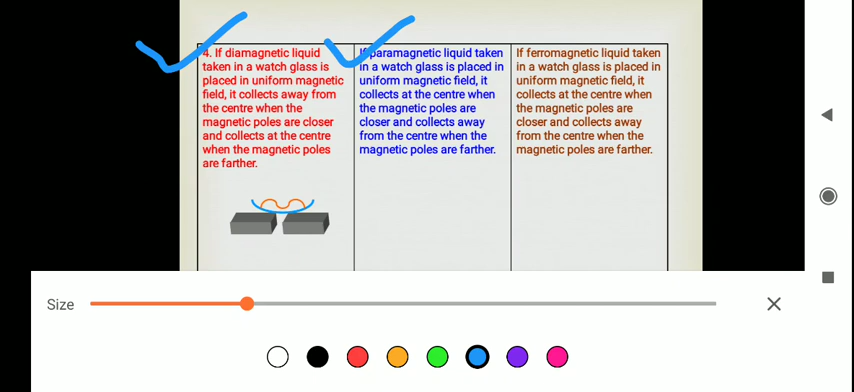 4. If diamagnetic liquid
taken in a watch glass is
placed in uniform magnetic
field, it collects away from
the centre when the
magnetic poles are closer
and collects at the centre
when the magnetic poles
are farther.
If paramagnetic liquid taken
in a watch glass is placed in
uniform magnetic field, it
collects at the centre when
the magnetic poles are
closer and collects away
from the centre when the
magnetic poles are farther.
If ferromagnetic liquid taken
in a watch glass is placed in
uniform magnetic field, it
collects at the centre when
the magnetic poles are
closer and collects away
from the centre when the
magnetic poles are farther.
Size